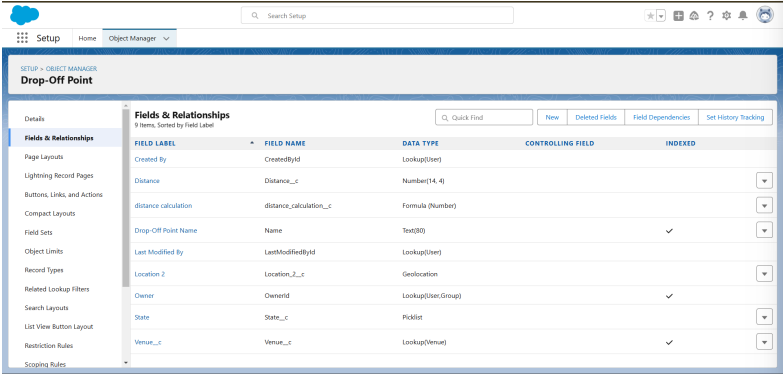 Search Setup
Setup Home Object Manager
SETUP > OBJECT MANAGER
Drop-Off Point
Details
Fields & Relationships
Page Layouts
Lightning Record Pages
Buttons, Links, and Actions
Compact Layouts
Field Sets
Object Limits
Record Types
Related Lookup Filters
Search Layouts
List View Button Layout
Restriction Rules
Scoping Rules
Fields & Relationships
9 Items, Sorted by Field Label
Quick Find New Deleted Fields Field Dependencies Set History Tracking
FIELD LABEL FIELD NAME DATA TYPE CONTROLLING FIELD INDEXED
Created By CreatedById Lookup(User)
Distance Distance__c Number(14, 4)
distance calculation distance_calculation__c Formula (Number)
Drop-Off Point Name Name Text(80)
Last Modified By LastModifiedById Lookup(User)
Location 2 Location_2__c Geolocation
Owner OwnerId Lookup(User,Group)
State State__c Picklist
Venue__c Venue__c Lookup(Venue)